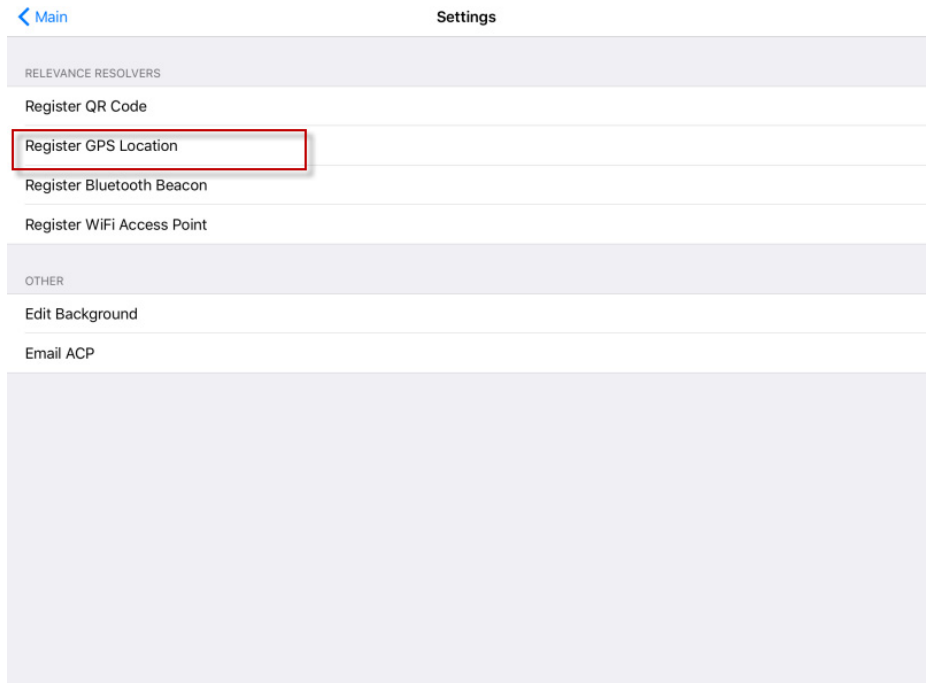 Main
Settings
RELEVANCE RESOLVERS
Register QR Code
Register GPS Location
Register Bluetooth Beacon
Register WiFi Access Point
OTHER
Edit Background
Email ACP